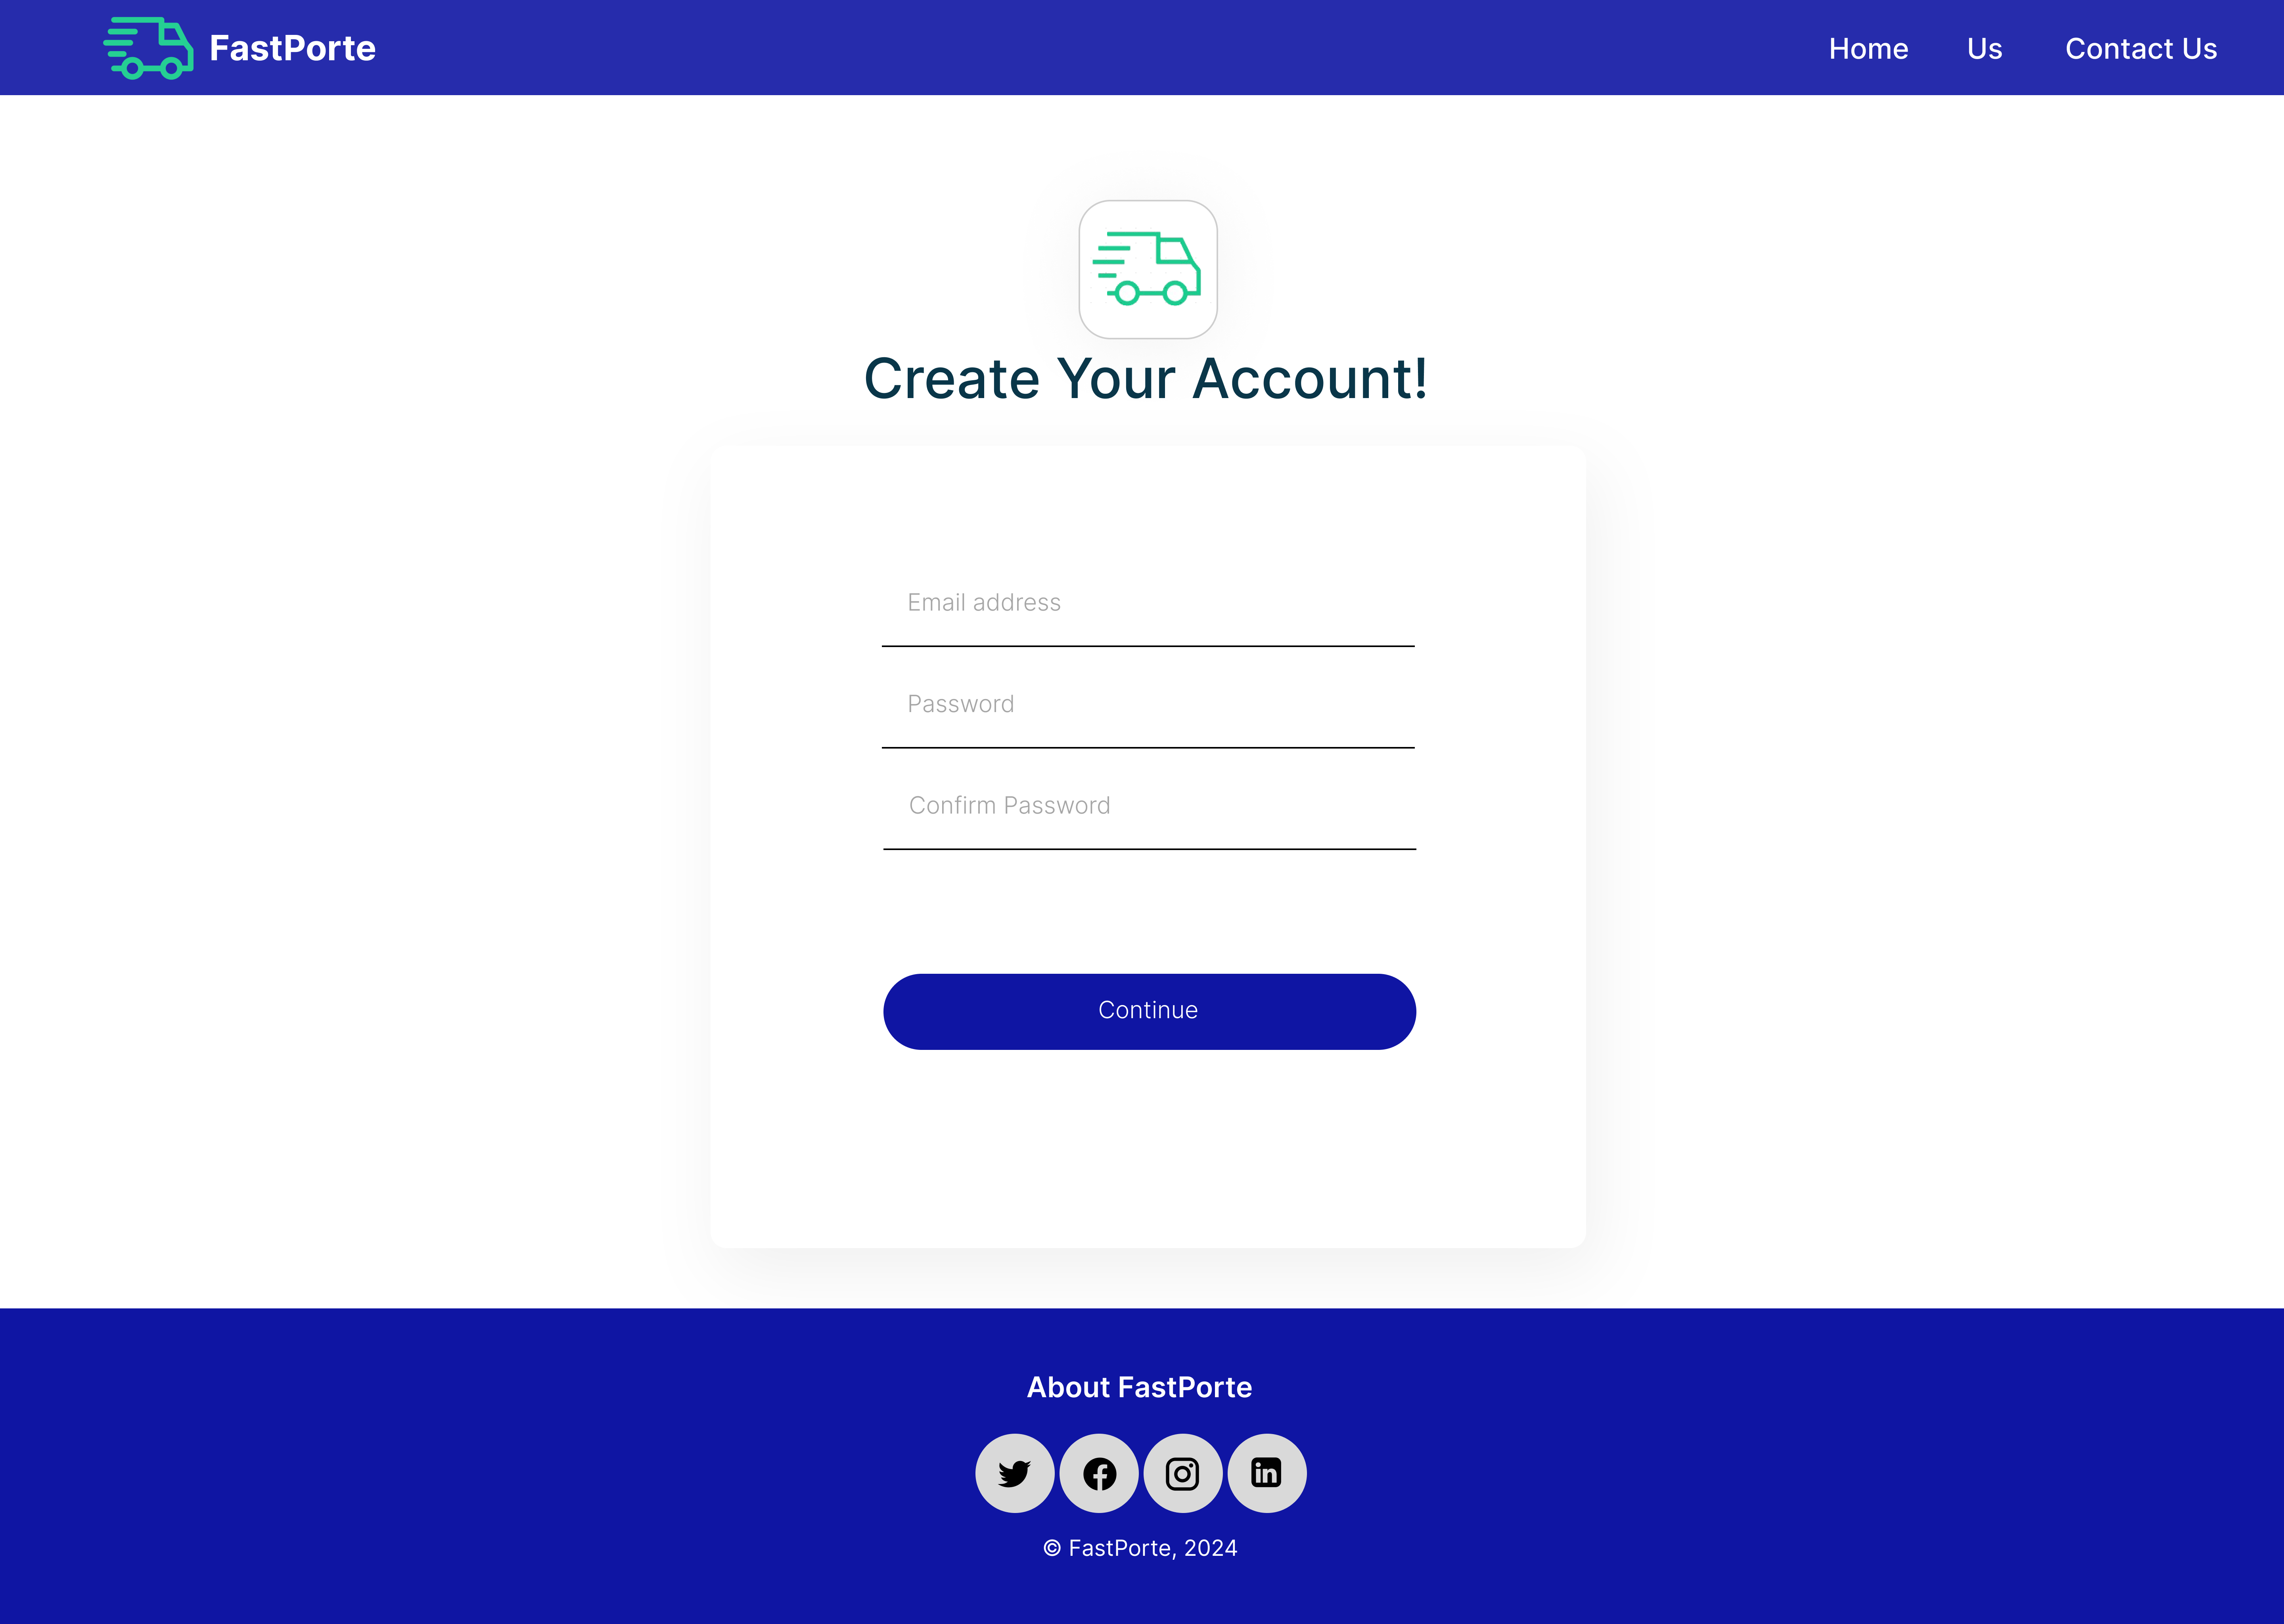 FastPorte
Home Us Contact Us
Create Your Account!
Email address
Password
Confirm Password
Continue
About FastPorte
© FastPorte, 2024